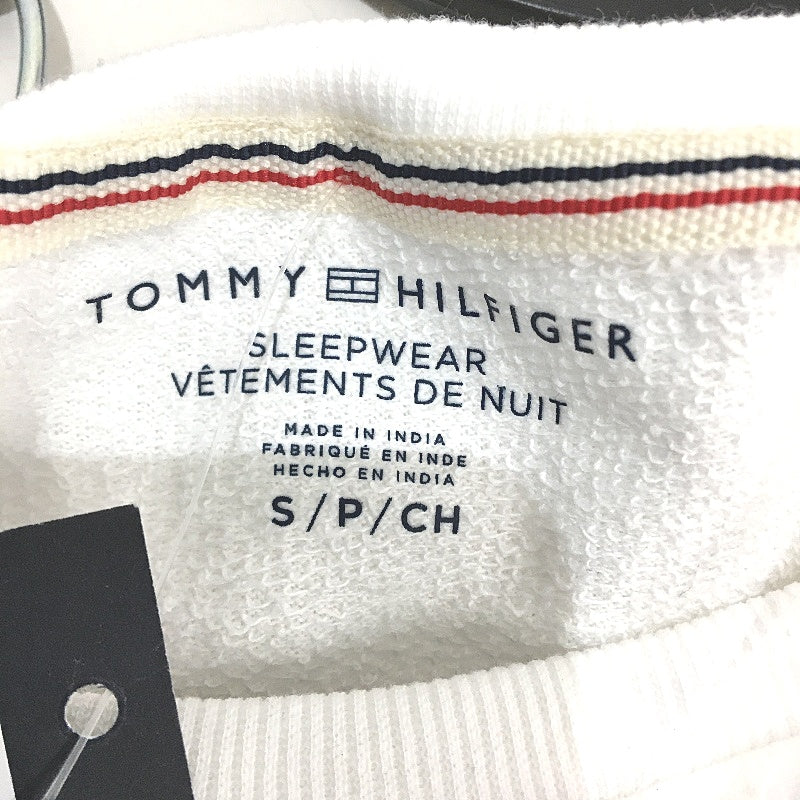 TOMMY HILFIGER
SLEEPWEAR
VÊTEMENTS DE NUIT
MADE IN INDIA
FABRIQUÉ EN INDE
HECHO EN INDIA
S/P/CH